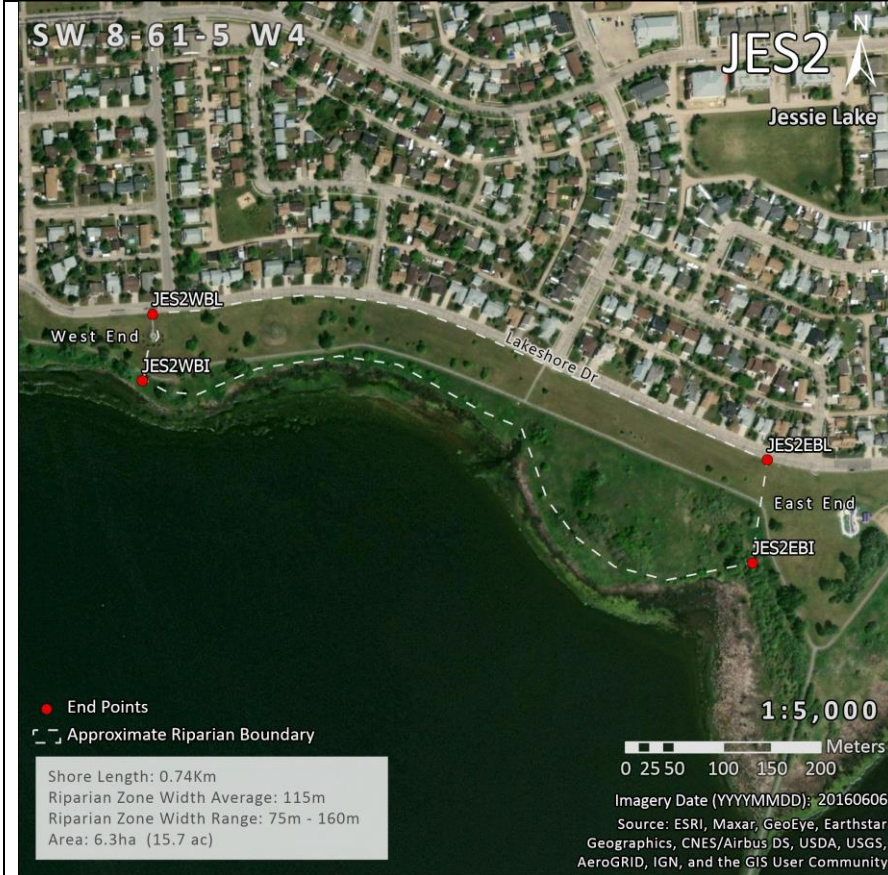 SW 8-61-5 W4
JES2
N
Jessie Lake
JES2WBL
West End
JES2WBI
Lakeshore Dr
JES2EBL
East End
JES2EBI
End Points
Approximate Riparian Boundary
Shore Length: 0.74Km
Riparian Zone Width Average: 115m
Riparian Zone Width Range: 75m - 160m
Area: 6.3ha (15.7 ac)
1:5,000
Meters
0 25 50 100 150 200
Imagery Date (YYYYMMDD): 20160606
Source: ESRI, Maxar, GeoEye, Earthstar
Geographics, CNES/Airbus DS, USDA, USGS,
AeroGRID, IGN, and the GIS User Community